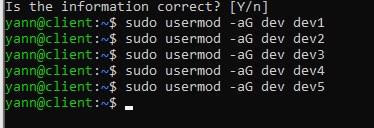 Is the information correct? [Y/n]
yann@client:~$ sudo usermod -aG dev dev1
yann@client:~$ sudo usermod -aG dev dev2
yann@client:~$ sudo usermod -aG dev dev3
yann@client:~$ sudo usermod -aG dev dev4
yann@client:~$ sudo usermod -aG dev dev5
yann@client:~$